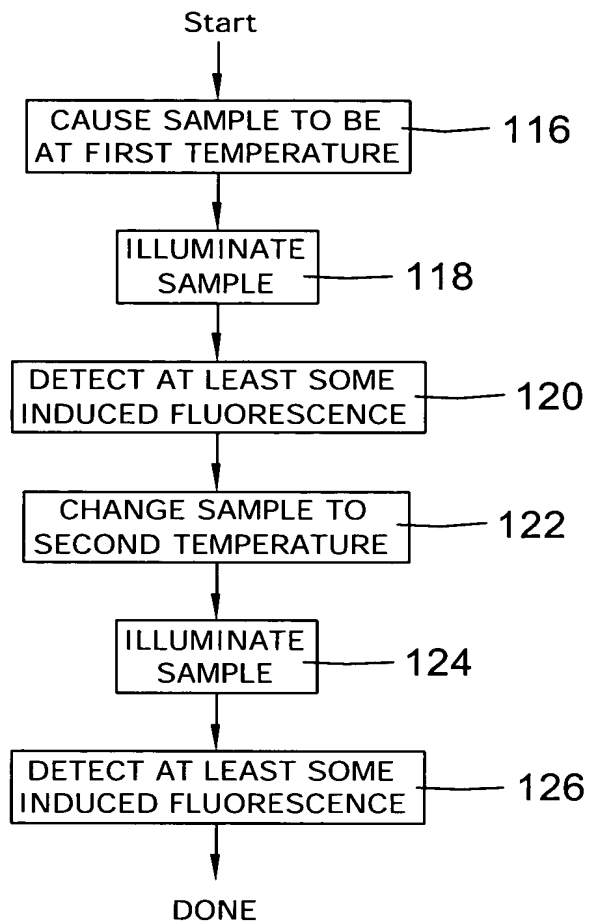 Start
CAUSE SAMPLE TO BE
AT FIRST TEMPERATURE
116
ILLUMINATE
SAMPLE
118
DETECT AT LEAST SOME
INDUCED FLUORESCENCE
120
CHANGE SAMPLE TO
SECOND TEMPERATURE
122
ILLUMINATE
SAMPLE
124
DETECT AT LEAST SOME
INDUCED FLUORESCENCE
126
DONE